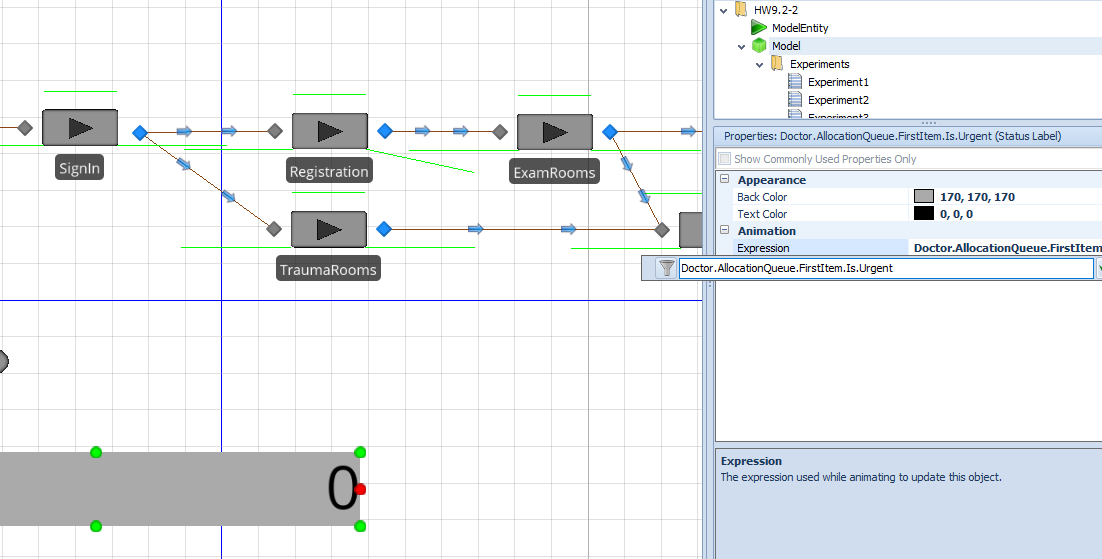 HW9.2-2
ModelEntity
Model
Experiments
Experiment1
Experiment2
SignIn
Registration
ExamRooms
TraumaRooms
0
Properties: Doctor.AllocationQueue.FirstItem.Is.Urgent (Status Label)
Show Commonly Used Properties Only
Appearance
Back Color 170, 170, 170
Text Color 0, 0, 0
Animation
Expression Doctor.AllocationQueue.FirstItem
Doctor.AllocationQueue.FirstItem.Is.Urgent
Expression
The expression used while animating to update this object.